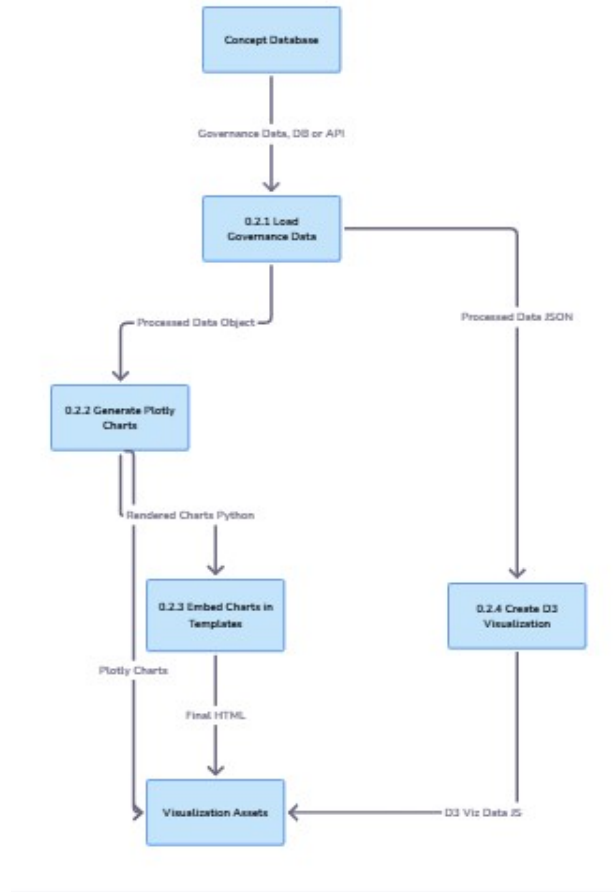 Concept Database
Governance Data, DB or API
0.2.1 Load
Governance Data
Processed Data Object
Processed Data JSON
0.2.2 Generate Plotly
Charts
Rendered Charts Python
0.2.3 Embed Charts in
Templates
0.2.4 Create D3
Visualization
Plotly Charts
Final HTML
Visualization Assets
D3 Viz Data JS